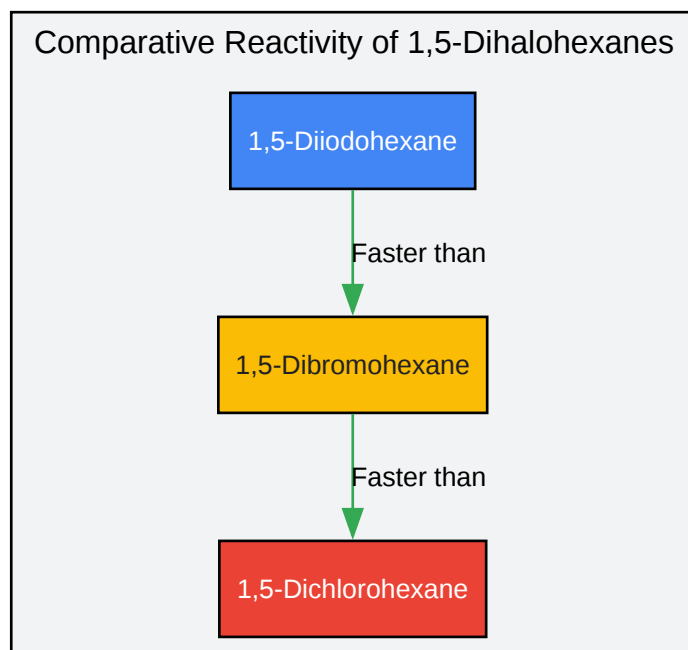 Comparative Reactivity of 1,5-Dihalohexanes
1,5-Diiodohexane
Faster than
1,5-Dibromohexane
Faster than
1,5-Dichlorohexane